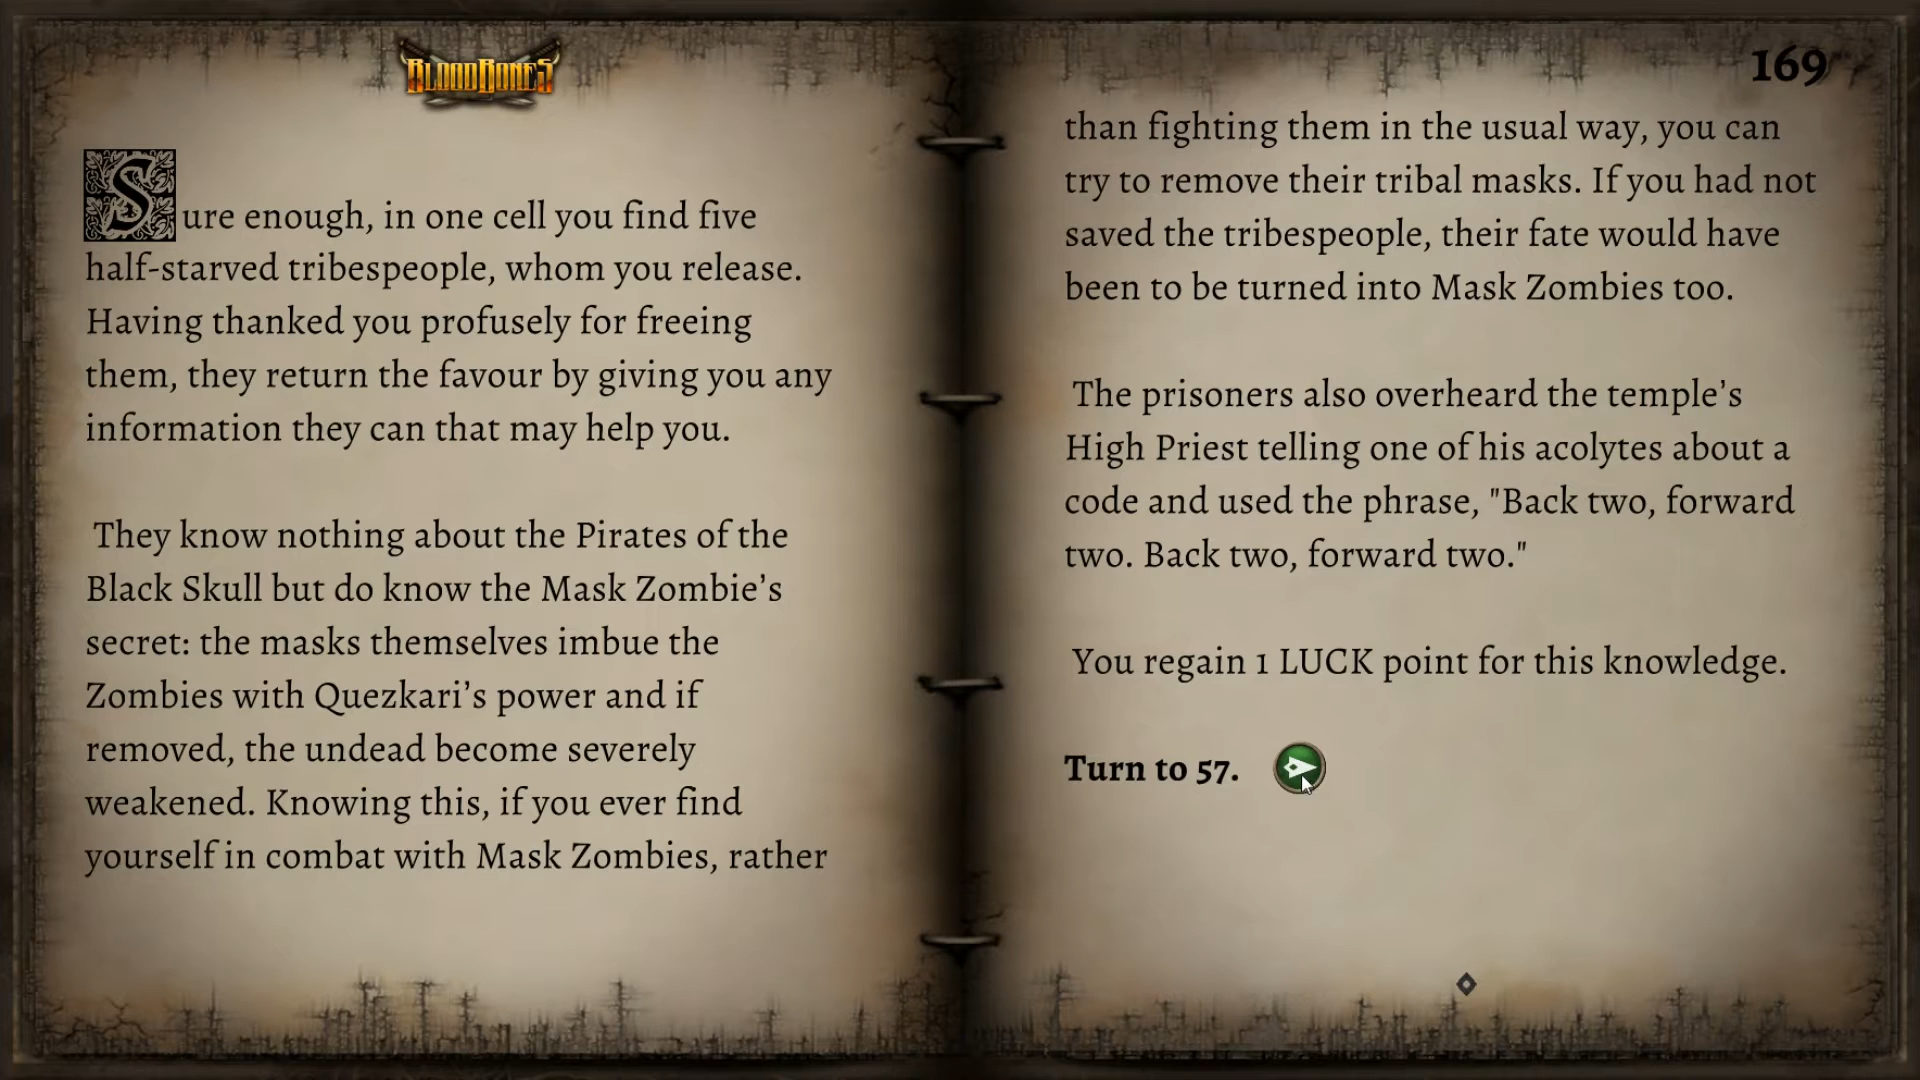 BLOODBONES
Sure enough, in one cell you find five
half-starved tribespeople, whom you release.
Having thanked you profusely for freeing
them, they return the favour by giving you any
information they can that may help you.
They know nothing about the Pirates of the
Black Skull but do know the Mask Zombie’s
secret: the masks themselves imbue the
Zombies with Quezkari’s power and if
removed, the undead become severely
weakened. Knowing this, if you ever find
yourself in combat with Mask Zombies, rather
169
than fighting them in the usual way, you can
try to remove their tribal masks. If you had not
saved the tribespeople, their fate would have
been to be turned into Mask Zombies too.
The prisoners also overheard the temple’s
High Priest telling one of his acolytes about a
code and used the phrase, "Back two, forward
two. Back two, forward two."
You regain 1 LUCK point for this knowledge.
Turn to 57.